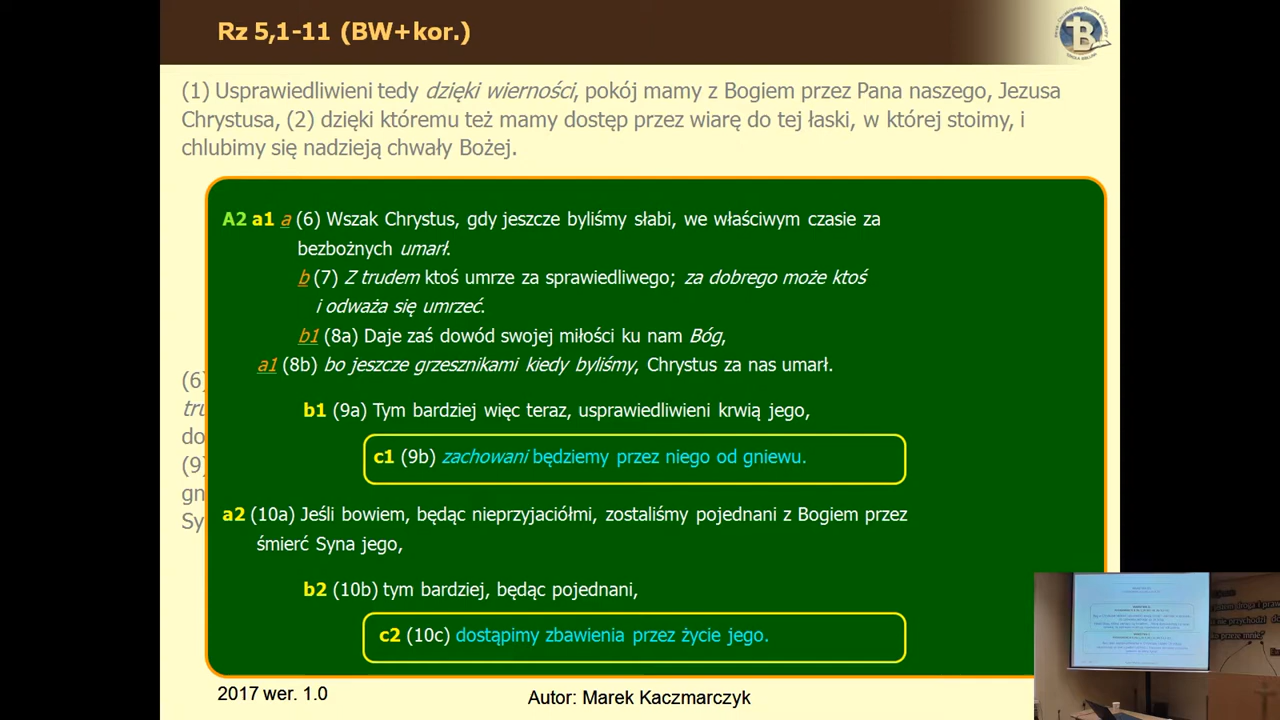 Rz 5,1-11 (BW+kor.)
(1) Usprawiedliwieni tedy dzięki wierności, pokój mamy z Bogiem przez Pana naszego, Jezusa
Chrystusa, (2) dzięki któremu też mamy dostęp przez wiarę do tej łaski, w której stoimy, i
chlubimy się nadzieją chwały Bożej.
A2 a1 a (6) Wszak Chrystus, gdy jeszcze byliśmy słabi, we właściwym czasie za
bezbożnych umarł.
b (7) Z trudem ktoś umrze za sprawiedliwego; za dobrego może ktoś
i odważa się umrzeć.
b1 (8a) Daje zaś dowód swojej miłości ku nam Bóg,
a1 (8b) bo jeszcze grzesznikami kiedy byliśmy, Chrystus za nas umarł.
b1 (9a) Tym bardziej więc teraz, usprawiedliwieni krwią jego,
c1 (9b) zachowani będziemy przez niego od gniewu.
a2 (10a) Jeśli bowiem, będąc nieprzyjaciółmi, zostaliśmy pojednani z Bogiem przez
śmierć Syna jego,
b2 (10b) tym bardziej, będąc pojednani,
c2 (10c) dostąpimy zbawienia przez życie jego.
(6)
do
(9)
2017 wer. 1.0
Autor: Marek Kaczmarczyk